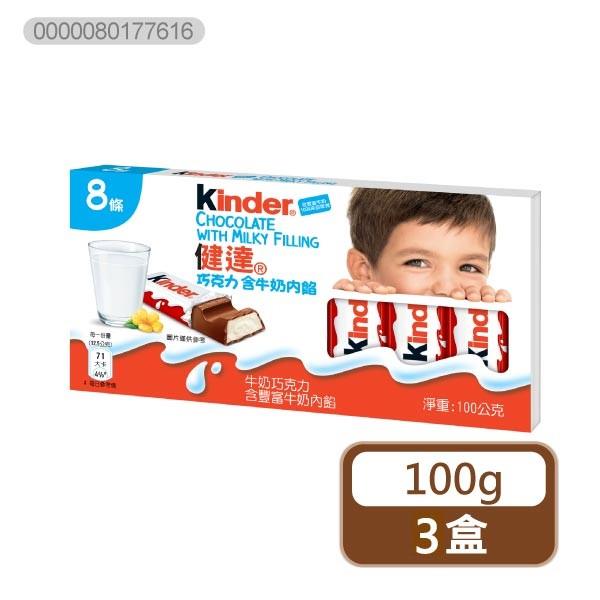 0000080177616
8條
Kinder®
CHOCOLATE
WITH MILKY FILLING
健達®
巧克力 含牛奶內餡
圖片僅供參考
每一份量
(12.5公克)
71
大卡
4%*
牛奶巧克力
含豐富牛奶內餡
淨重:100公克
Kind
Kind
Kind
100g
3盒